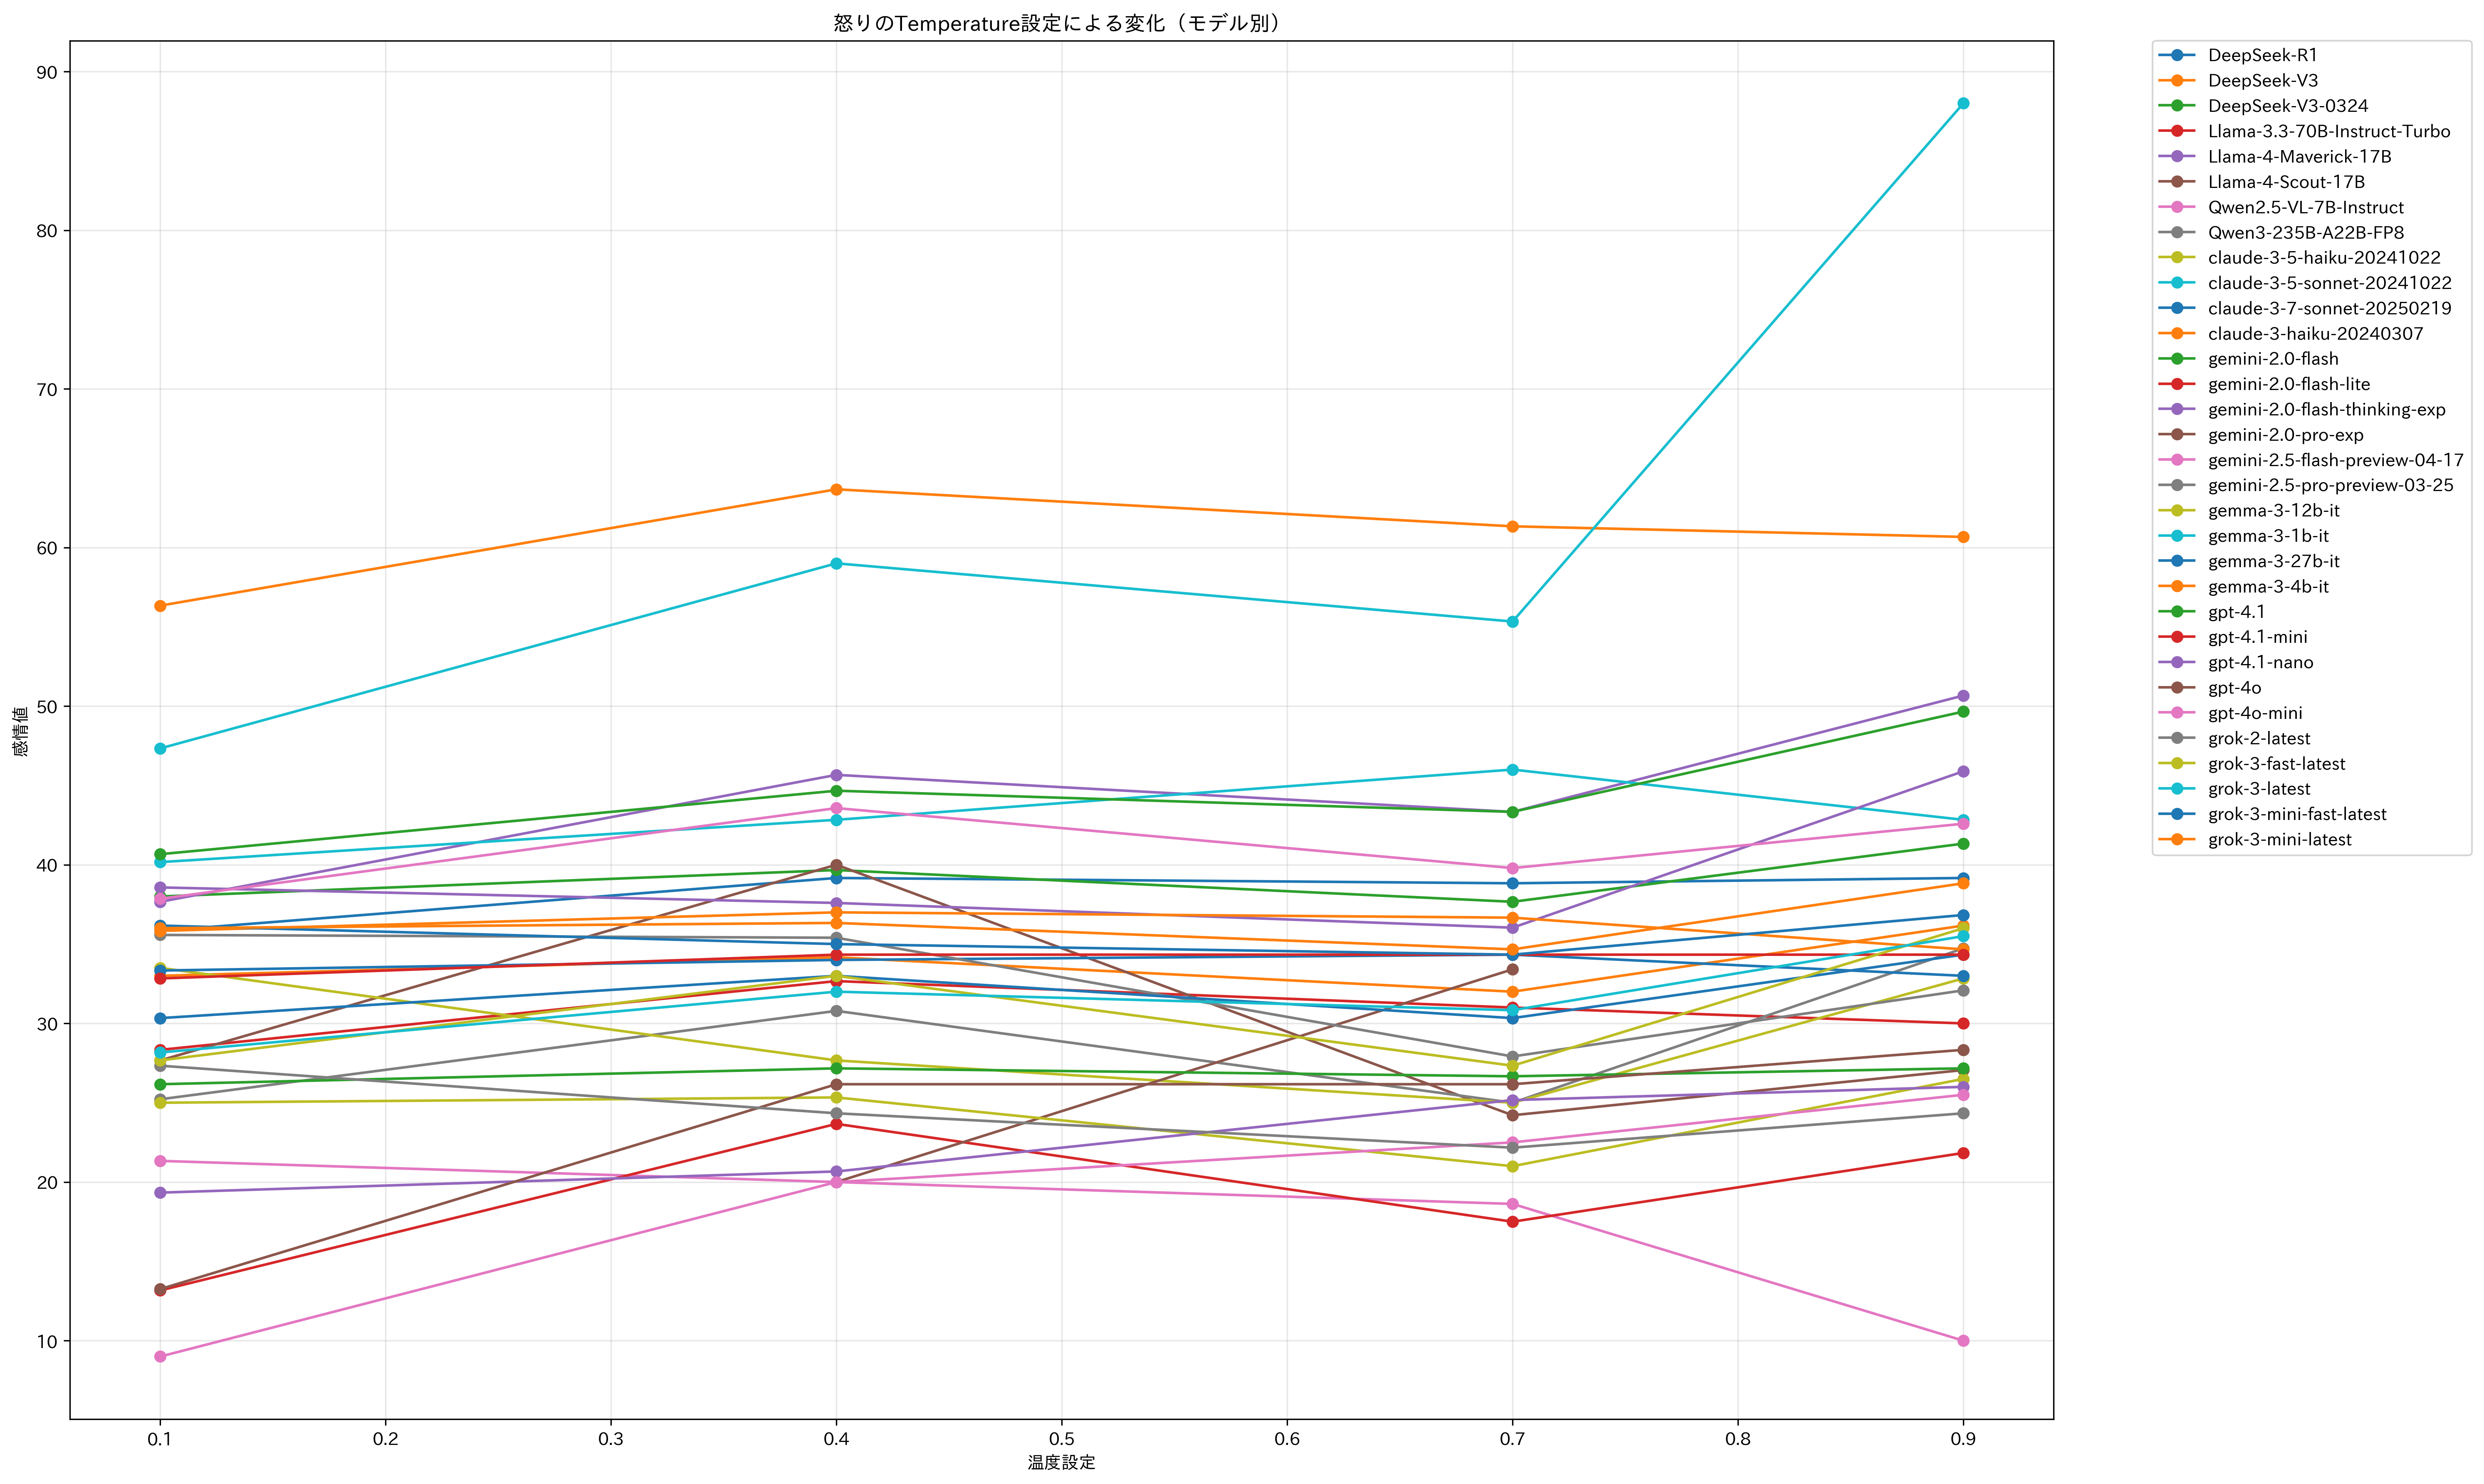 怒りのTemperature設定による変化（モデル別）
90
80
70
60
50
40
30
20
10
感情値
0.1 0.2 0.3 0.4 0.5 0.6 0.7 0.8 0.9
温度設定
DeepSeek-R1
DeepSeek-V3
DeepSeek-V3-0324
Llama-3.3-70B-Instruct-Turbo
Llama-4-Maverick-17B
Llama-4-Scout-17B
Qwen2.5-VL-7B-Instruct
Qwen3-235B-A22B-FP8
claude-3-5-haiku-20241022
claude-3-5-sonnet-20241022
claude-3-7-sonnet-20250219
claude-3-haiku-20240307
gemini-2.0-flash
gemini-2.0-flash-lite
gemini-2.0-flash-thinking-exp
gemini-2.0-pro-exp
gemini-2.5-flash-preview-04-17
gemini-2.5-pro-preview-03-25
gemma-3-12b-it
gemma-3-1b-it
gemma-3-27b-it
gemma-3-4b-it
gpt-4.1
gpt-4.1-mini
gpt-4.1-nano
gpt-4o
gpt-4o-mini
grok-2-latest
grok-3-fast-latest
grok-3-latest
grok-3-mini-fast-latest
grok-3-mini-latest